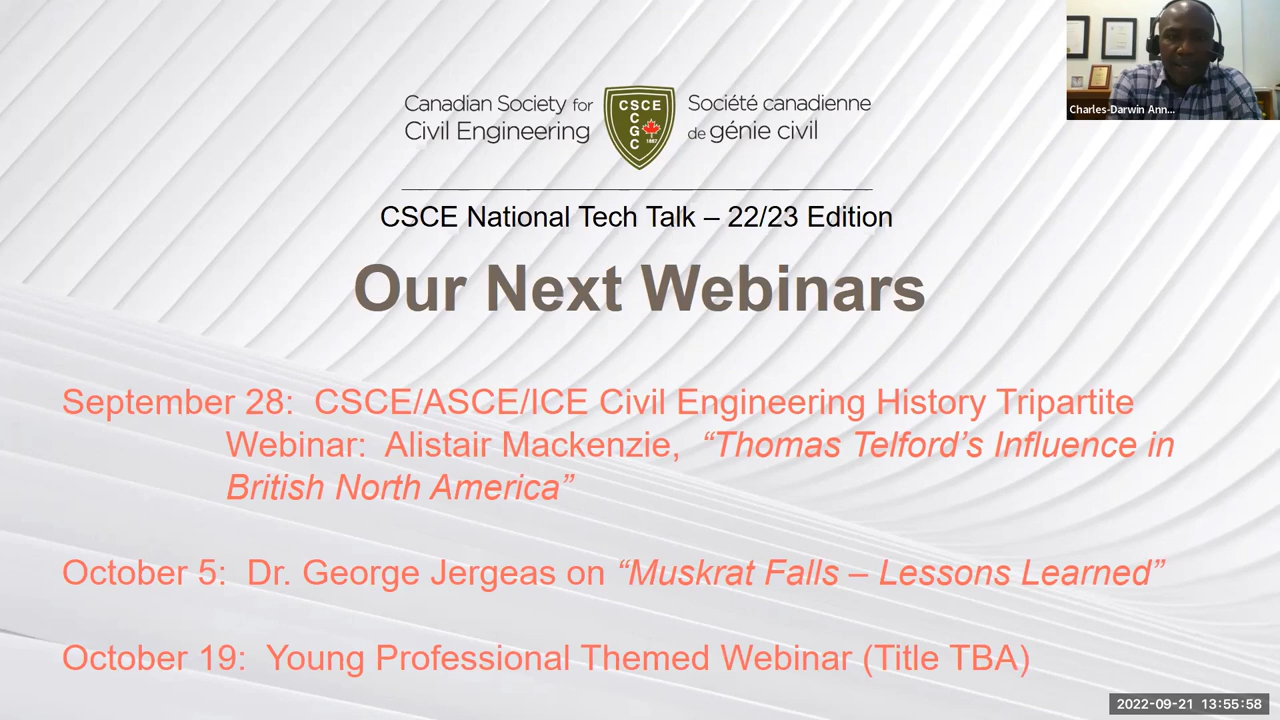 Canadian Society for
Civil Engineering
CSCE
C
G
C
1887
Société canadienne
de génie civil
Charles-Darwin Ann...
CSCE National Tech Talk – 22/23 Edition
Our Next Webinars
September 28: CSCE/ASCE/ICE Civil Engineering History Tripartite
Webinar: Alistair Mackenzie, “Thomas Telford’s Influence in
British North America”
October 5: Dr. George Jergeas on “Muskrat Falls – Lessons Learned”
October 19: Young Professional Themed Webinar (Title TBA)
2022-09-21 13:55:58